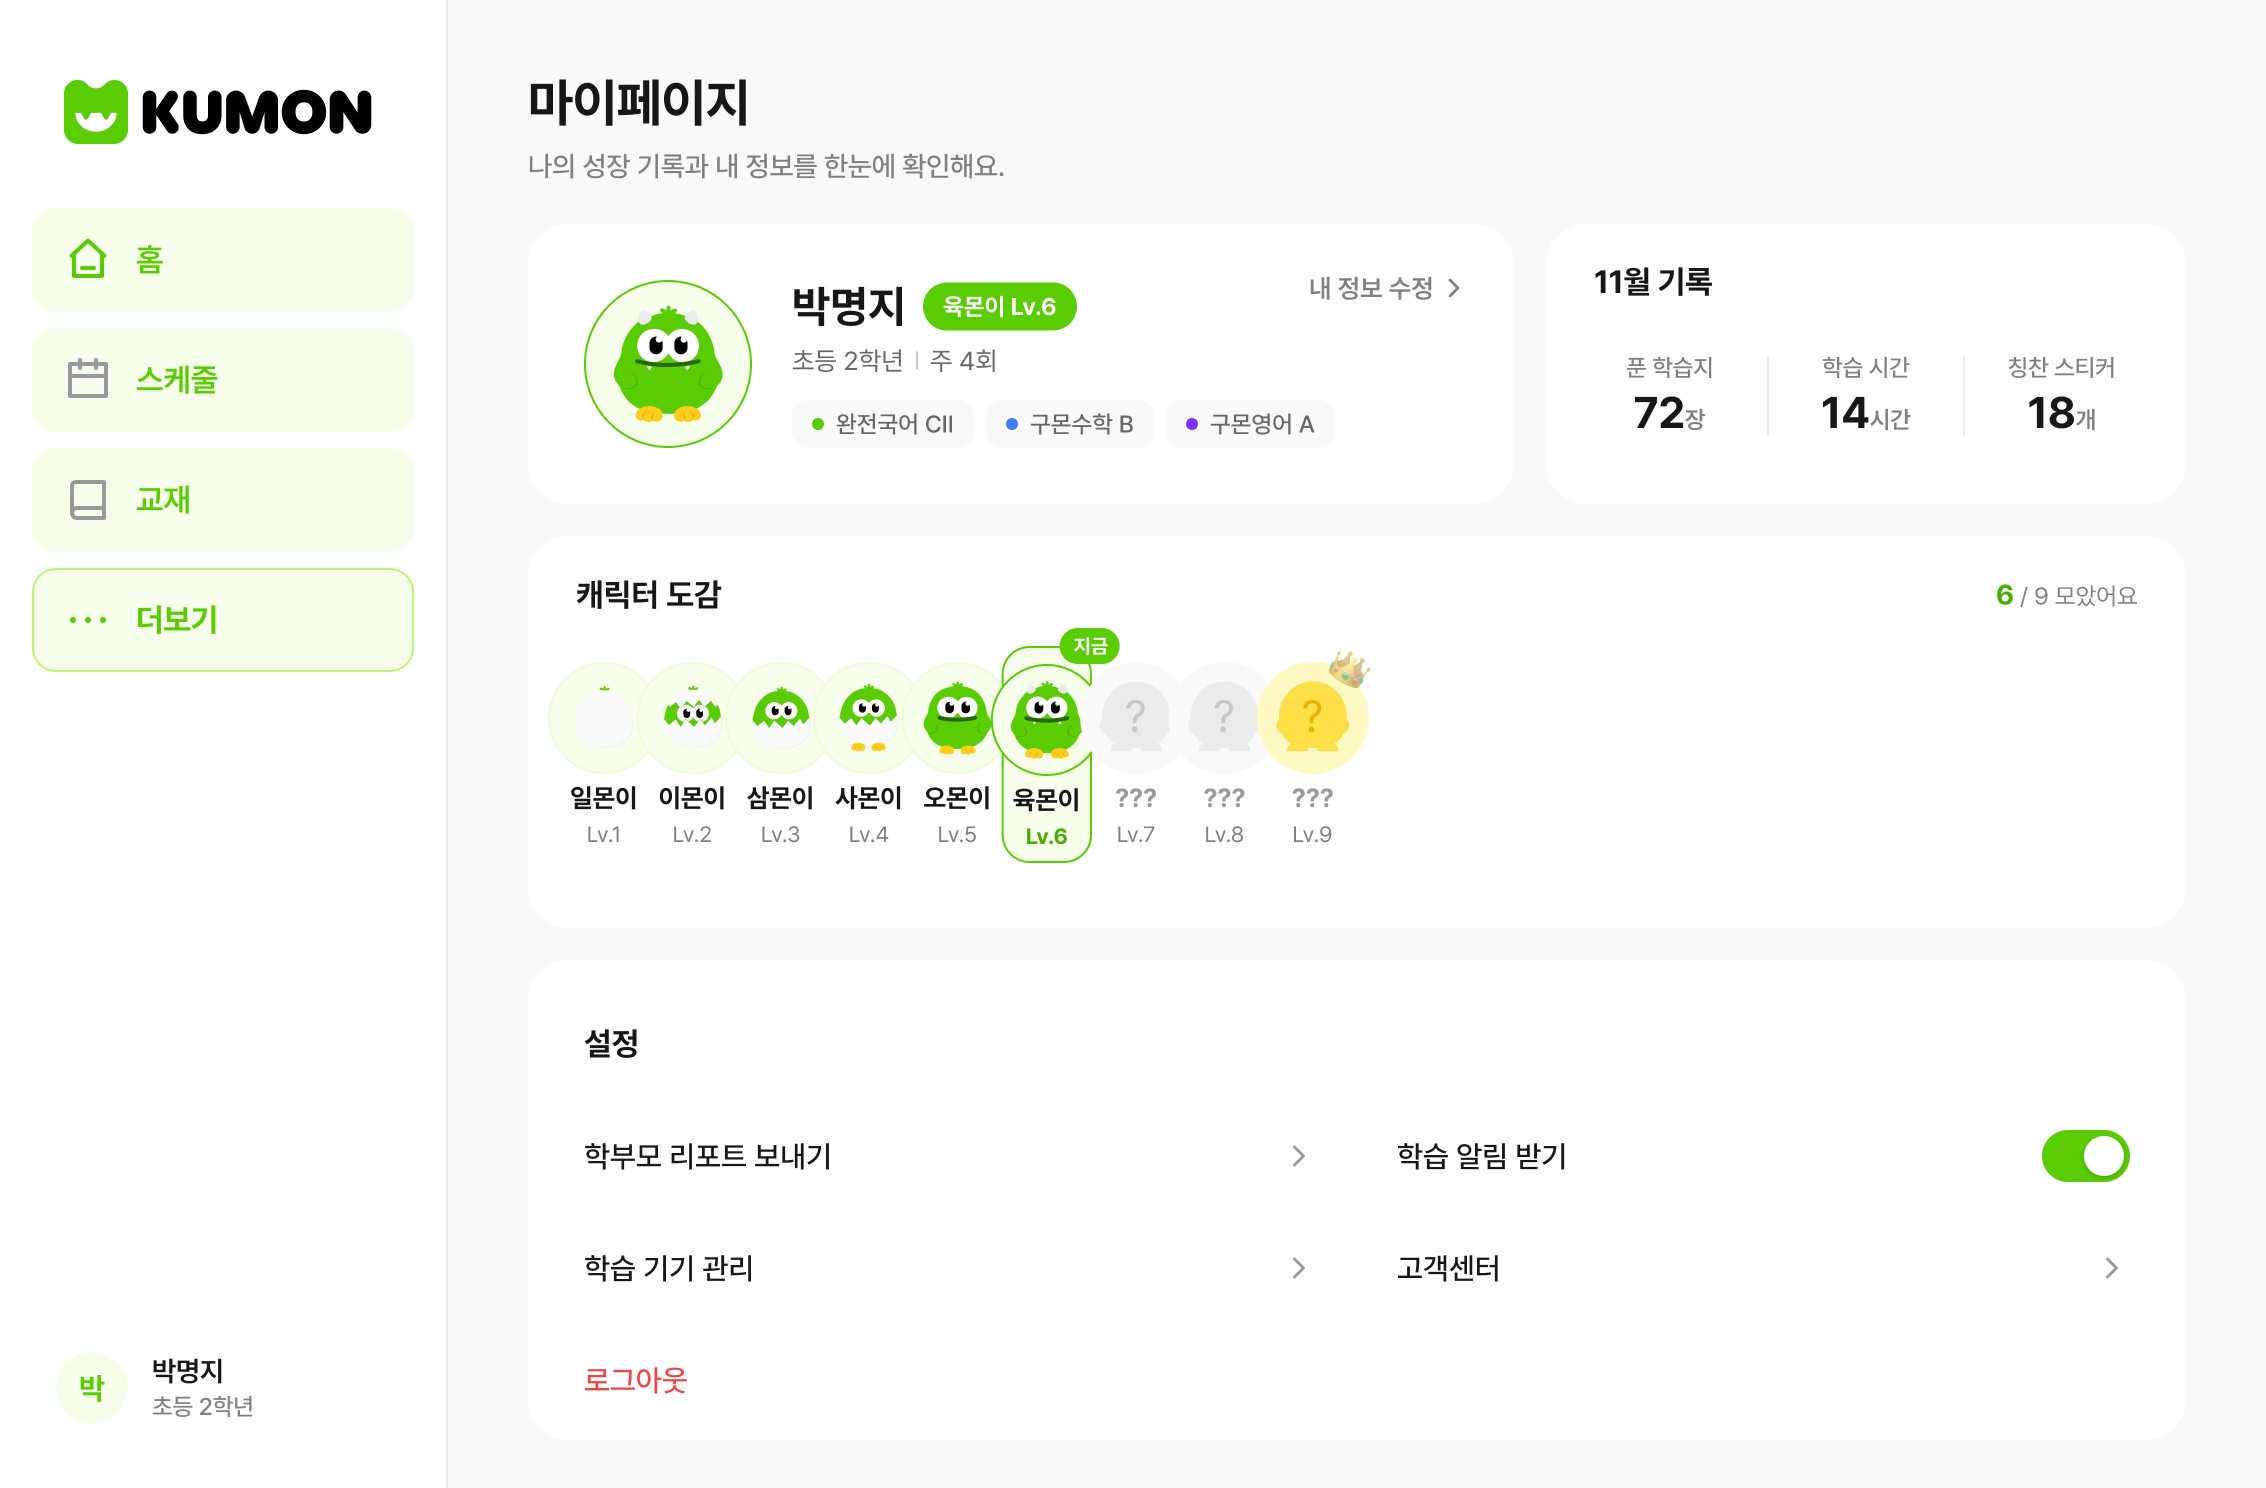 KUMON
홈
스케줄
교재
더보기
박
박명지
초등 2학년
마이페이지
나의 성장 기록과 내 정보를 한눈에 확인해요.
박명지 육몬이 Lv.6
내 정보 수정
초등 2학년 | 주 4회
완전국어 CII 구몬수학 B 구몬영어 A
11월 기록
푼 학습지 학습 시간 칭찬 스티커
72장 14시간 18개
캐릭터 도감
6 / 9 모았어요
지금
? ? ?
일몬이 이몬이 삼몬이 사몬이 오몬이 육몬이 ??? ??? ???
Lv.1 Lv.2 Lv.3 Lv.4 Lv.5 Lv.6 Lv.7 Lv.8 Lv.9
설정
학부모 리포트 보내기
학습 알림 받기
학습 기기 관리
고객센터
로그아웃